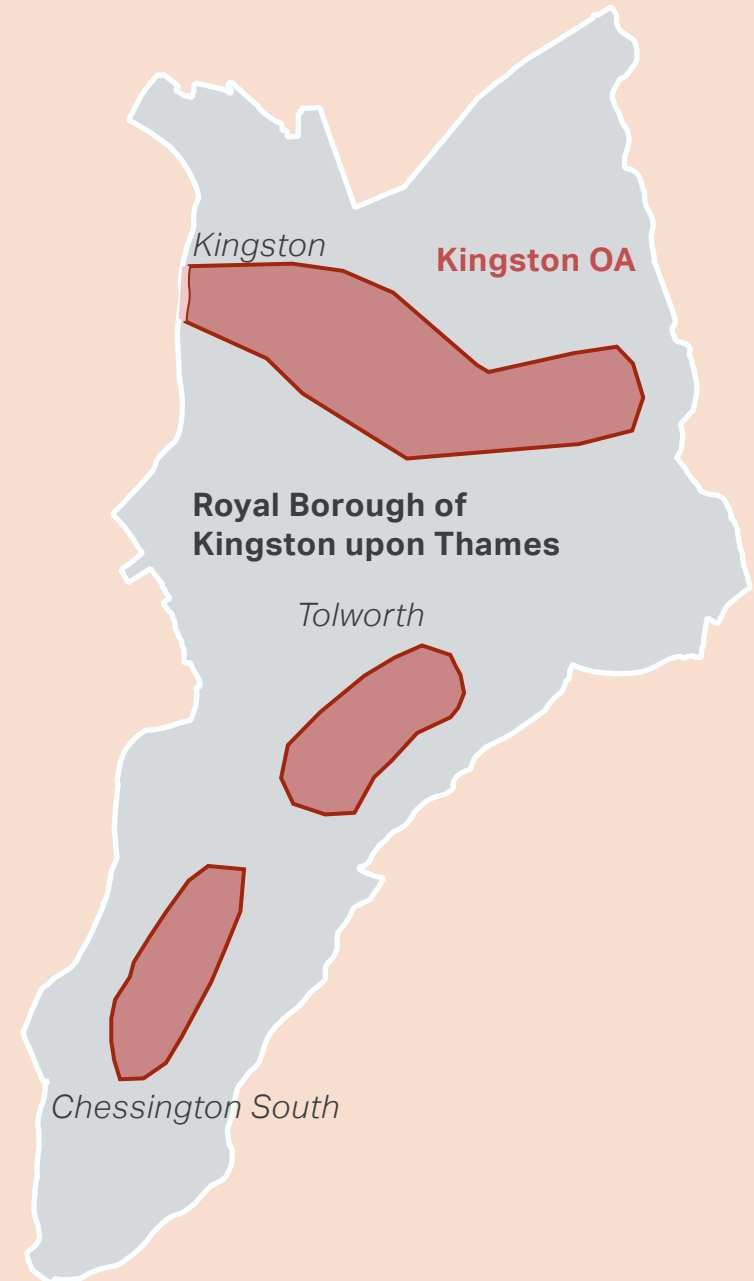 Kingston
Kingston OA
Royal Borough of
Kingston upon Thames
Tolworth
Chessington South